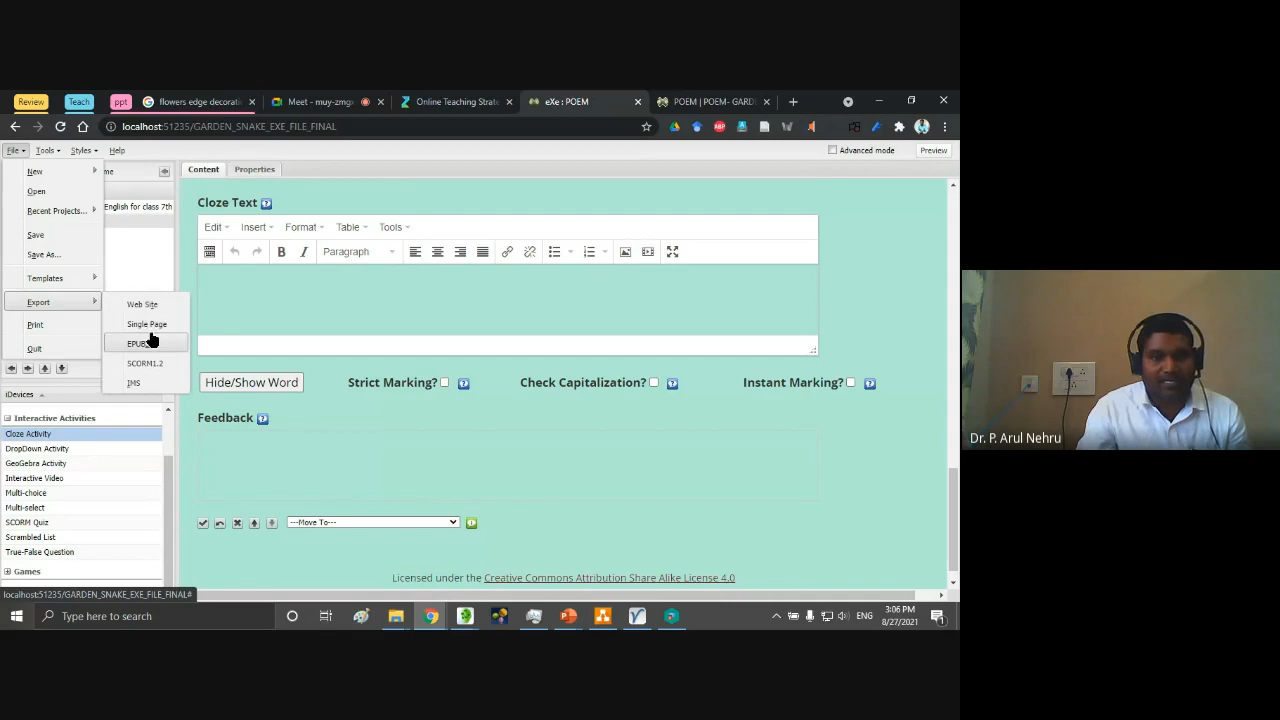 Review
Teach
ppt
flowers edge decorati
Meet - muy-zmg
Online Teaching Strate
eXe : POEM
POEM | POEM- GARD
localhost:51235/GARDEN_SNAKE_EXE_FILE_FINAL
File Tools Styles Help
Advanced mode
Preview
New
Open
Recent Projects...
Save
Save As...
Templates
Export
Print
Quit
me
English for class 7th
Web Site
Single Page
EPUB
SCORM1.2
IMS
iDevices
Interactive Activities
Cloze Activity
DropDown Activity
GeoGebra Activity
Interactive Video
Multi-choice
Multi-select
SCORM Quiz
Scrambled List
True-False Question
Games
localhost:51235/GARDEN_SNAKE_EXE_FILE_FINAL#
Content Properties
Cloze Text
Edit Insert Format Table Tools
B I Paragraph
Hide/Show Word
Strict Marking?
Check Capitalization?
Instant Marking?
Feedback
---Move To---
Licensed under the Creative Commons Attribution Share Alike License 4.0
Type here to search
ENG
3:06 PM
8/27/2021
Dr. P. Arul Nehru